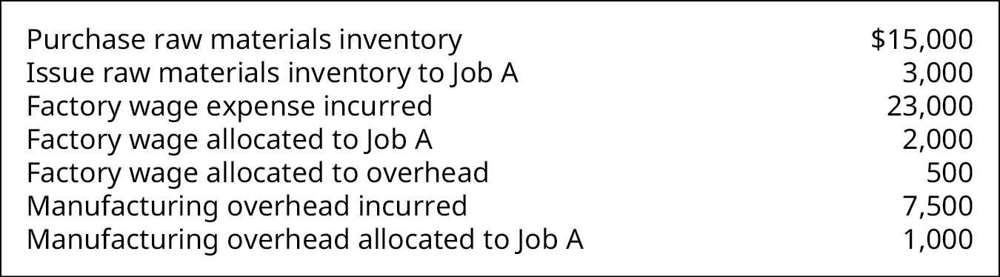 Purchase raw materials inventory $15,000
Issue raw materials inventory to Job A 3,000
Factory wage expense incurred 23,000
Factory wage allocated to Job A 2,000
Factory wage allocated to overhead 500
Manufacturing overhead incurred 7,500
Manufacturing overhead allocated to Job A 1,000